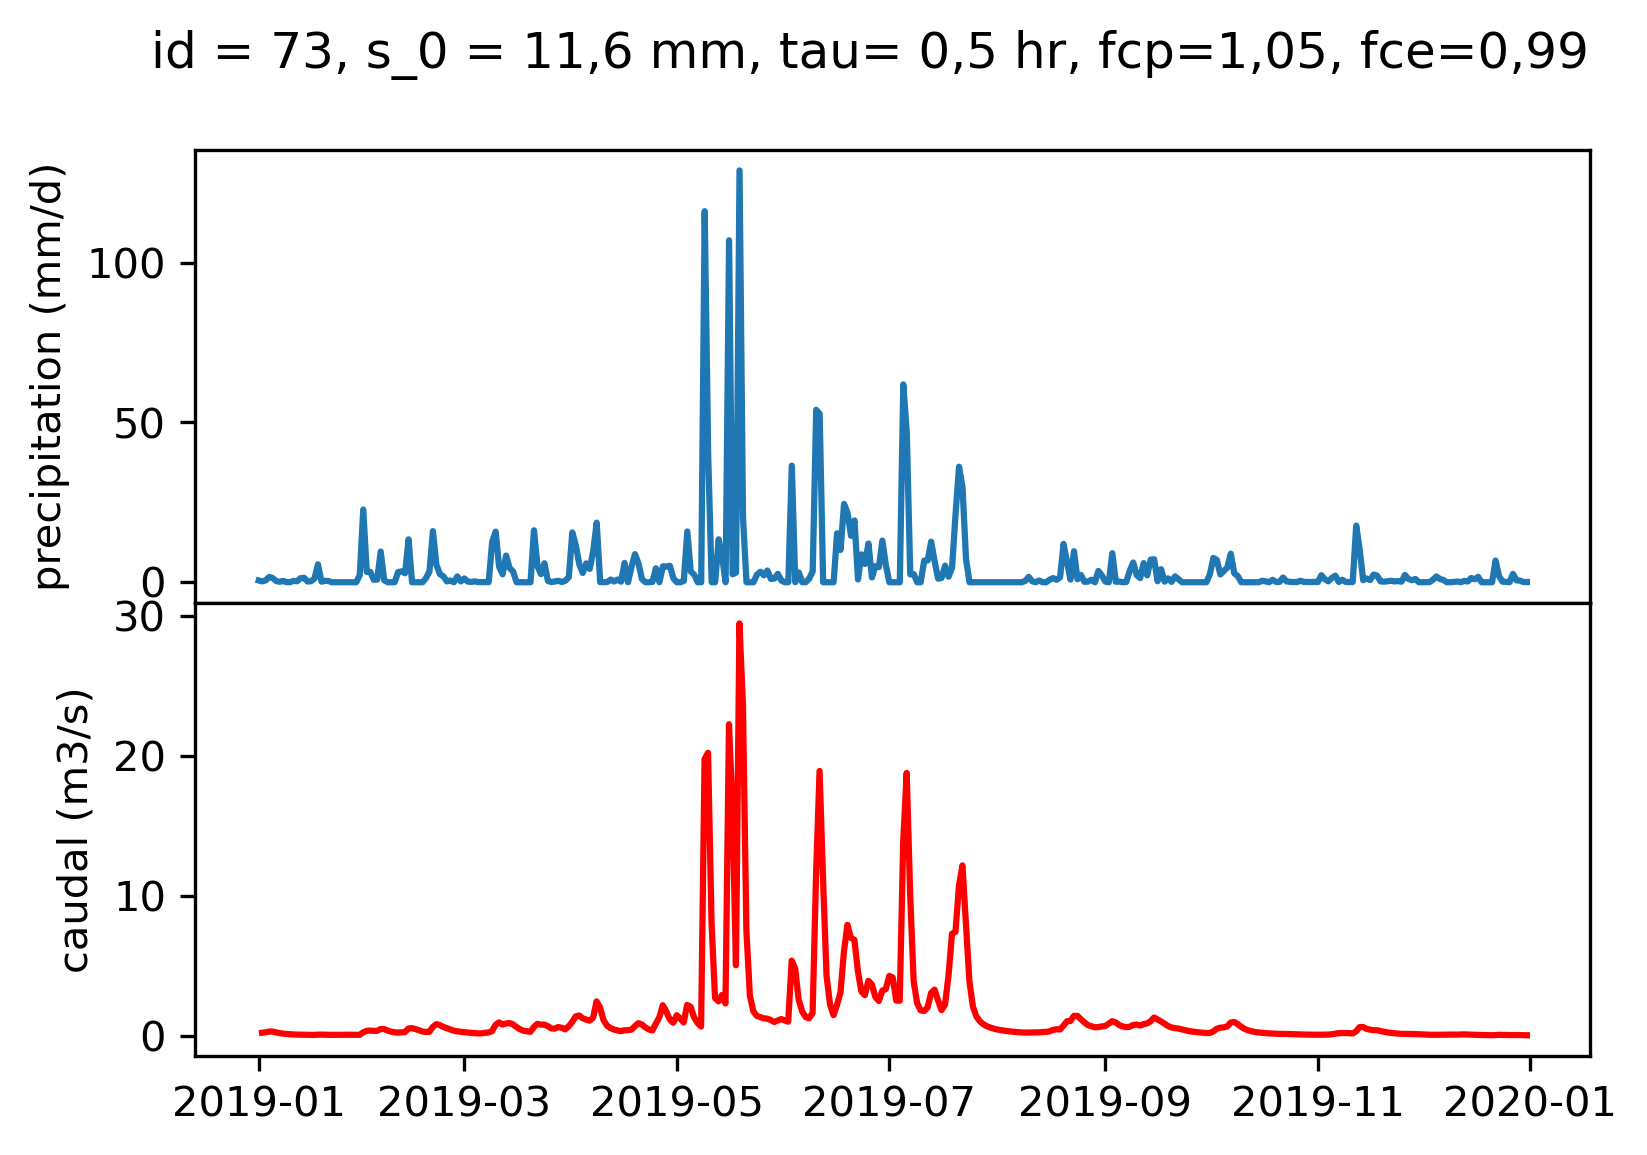 id = 73, s_0 = 11,6 mm, tau= 0,5 hr, fcp=1,05, fce=0,99
precipitation (mm/d)
100
50
0
caudal (m3/s)
30
20
10
0
2019-01 2019-03 2019-05 2019-07 2019-09 2019-11 2020-01